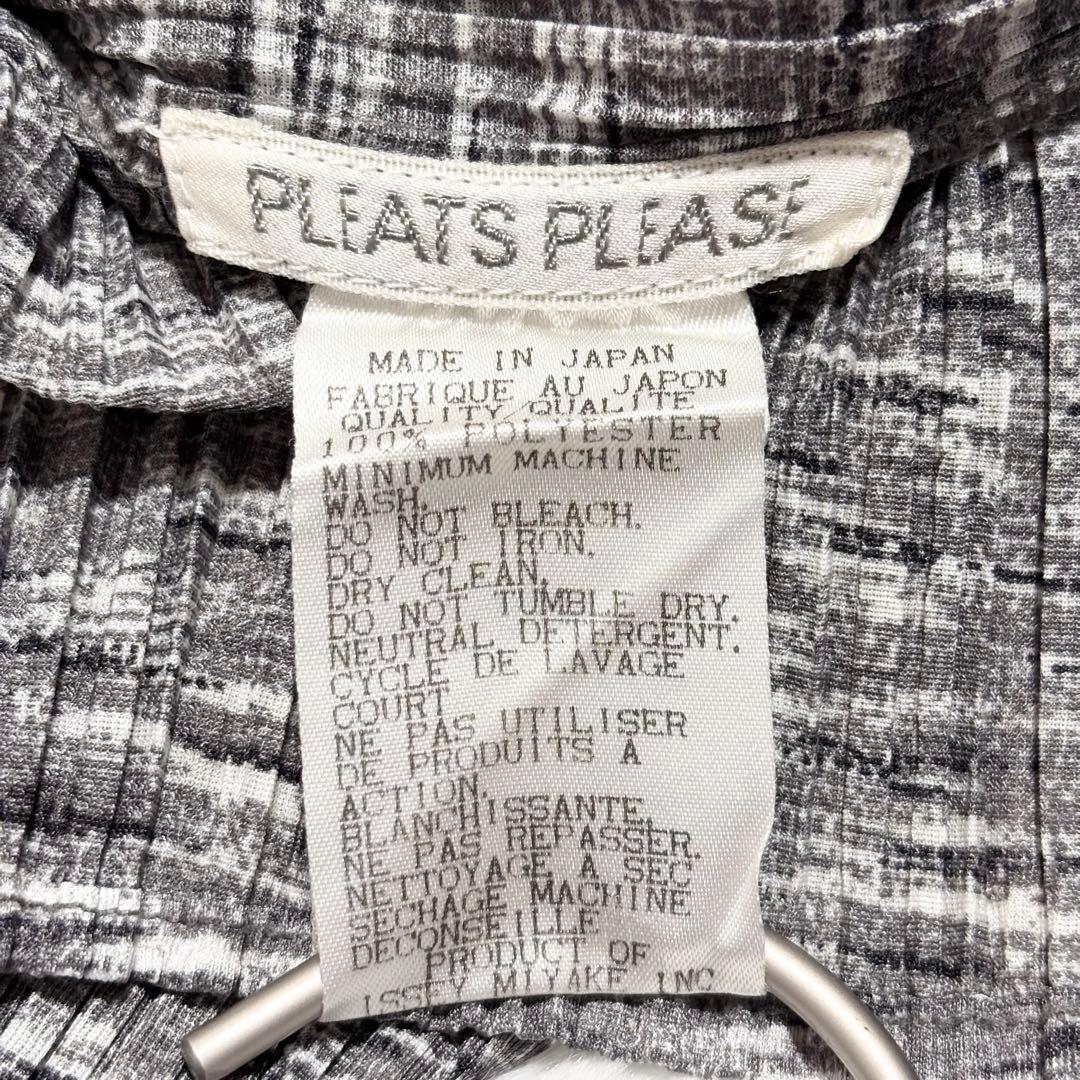 PLEATS PLEASE
MADE IN JAPAN
FABRIQUE AU JAPON
QUALITY/QUALITE
100% POLYESTER
MINIMUM MACHINE
WASH.
DO NOT BLEACH.
DO NOT IRON.
DRY CLEAN.
DO NOT TUMBLE DRY.
NEUTRAL DETERGENT.
CYCLE DE LAVAGE
COURT
NE PAS UTILISER
DE PRODUITS A
ACTION.
BLANCHISSANTE.
NE PAS REPASSER.
NETTOYAGE A SEC
SECHAGE MACHINE
DECONSEILLE
PRODUCT OF
ISSEY MIYAKE INC